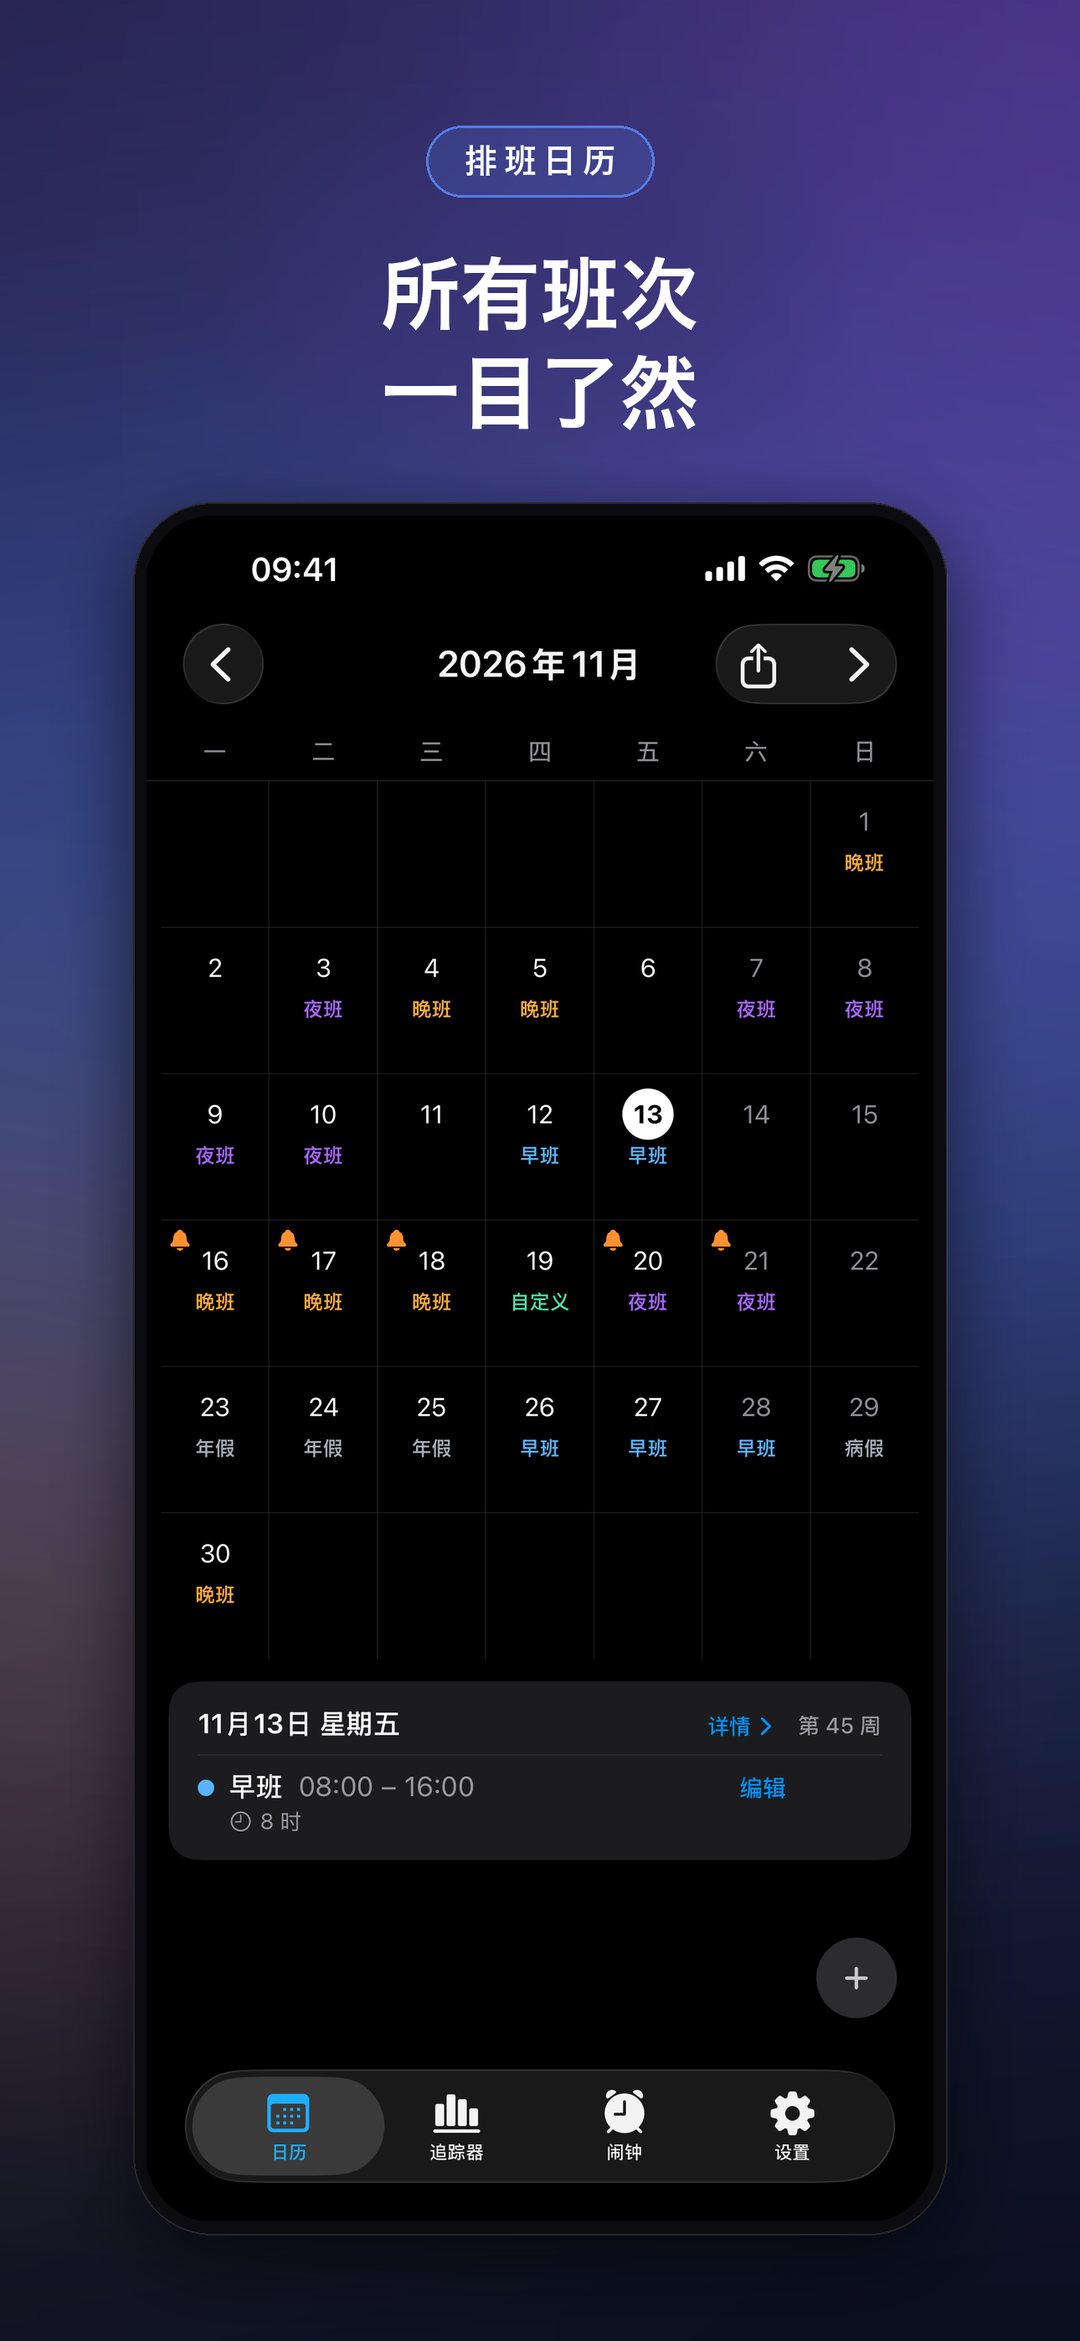 排班日历
所有班次
一目了然
09:41
2026年11月
一 二 三 四 五 六 日
1
晚班
2 3 4 5 6 7 8
夜班 晚班 晚班 夜班 夜班
9 10 11 12 13 14 15
夜班 夜班 早班 早班
16 17 18 19 20 21 22
晚班 晚班 晚班 自定义 夜班 夜班
23 24 25 26 27 28 29
年假 年假 年假 早班 早班 早班 病假
30
晚班
11月13日 星期五 详情 第 45 周
早班 08:00 – 16:00 编辑
8 时
日历 追踪器 闹钟 设置